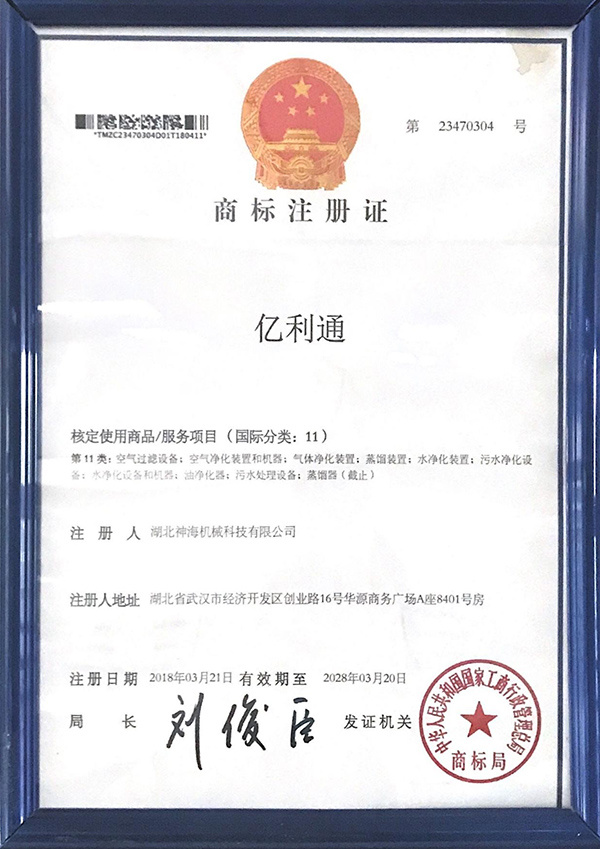 第 23470304 号
*TMZC23470304D01T180411*
商标注册证
亿利通
核定使用商品/服务项目（国际分类：11）
第11类：空气过滤设备；空气净化装置和机器；气体净化装置；蒸馏装置；水净化装置；污水净化设
备；水净化设备和机器；油净化器；污水处理设备；蒸馏器（截止）
注册人 湖北神海机械科技有限公司
注册人地址 湖北省武汉市经济开发区创业路16号华源商务广场A座8401号房
注册日期 2018年03月21日 有效期至 2028年03月20日
局长 刘俊臣 发证机关
中华人民共和国国家工商行政管理总局
商标局